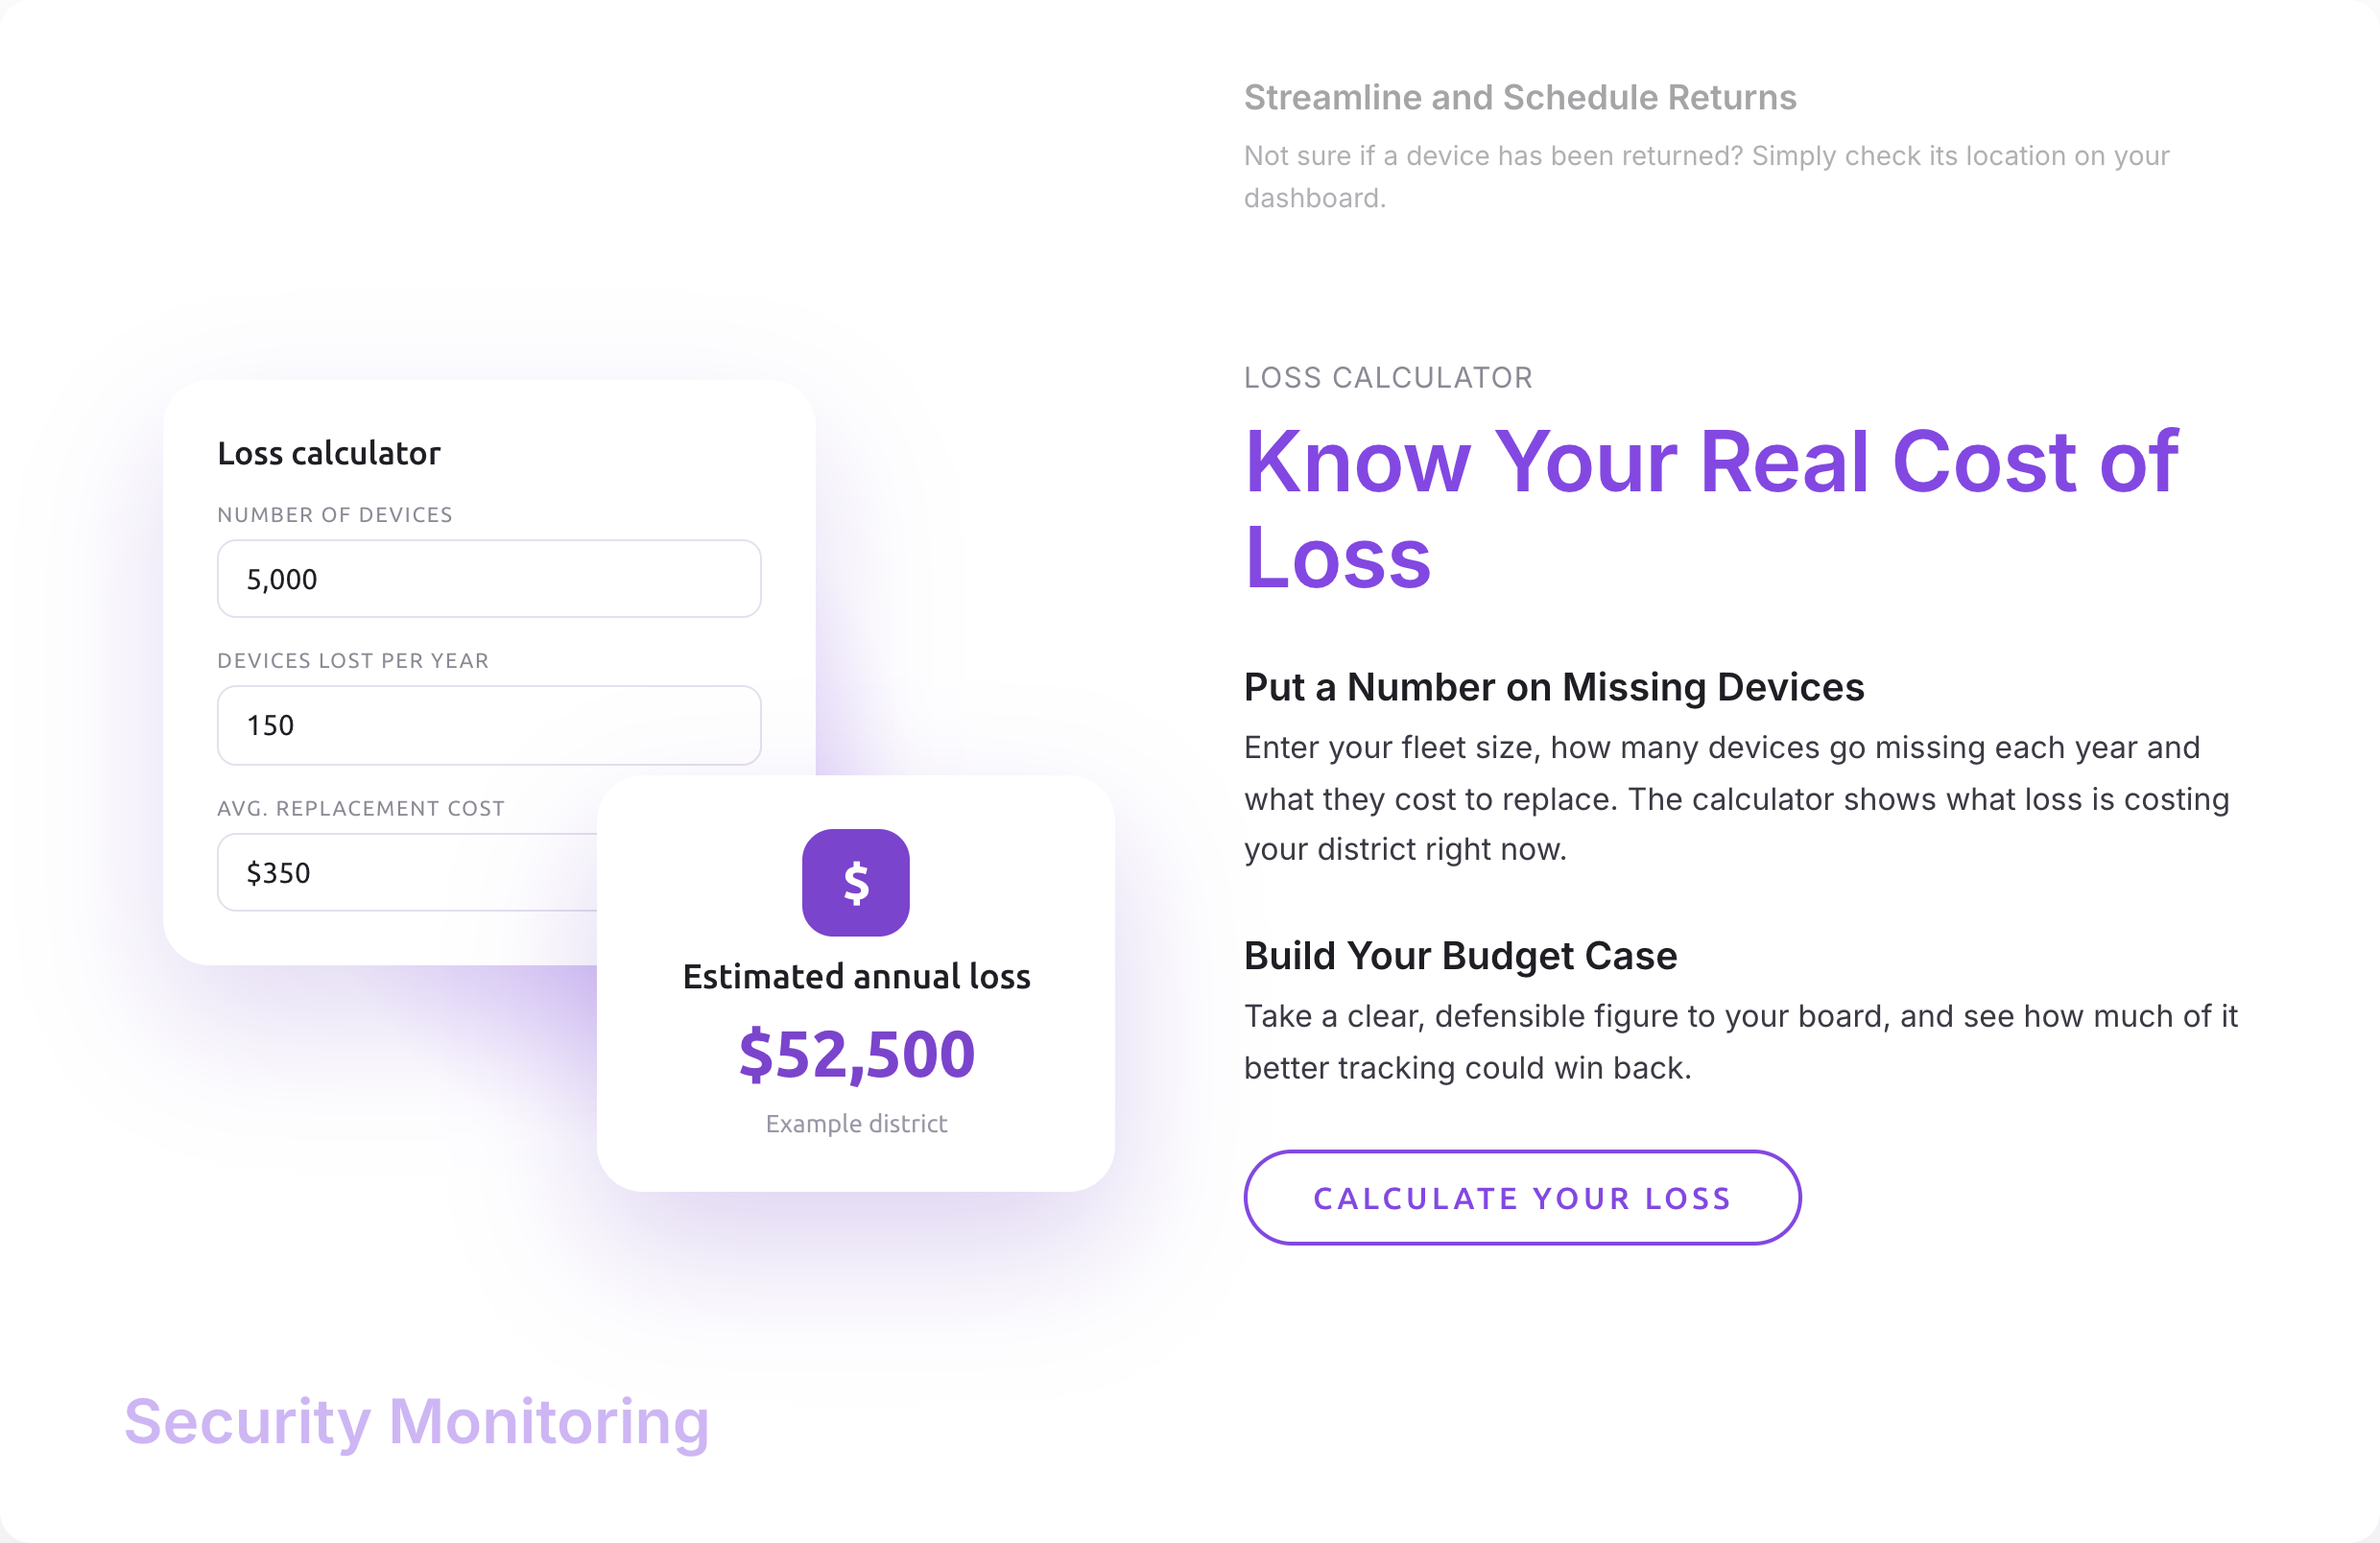 Streamline and Schedule Returns
Not sure if a device has been returned? Simply check its location on your
dashboard.
Loss calculator
NUMBER OF DEVICES
5,000
DEVICES LOST PER YEAR
150
AVG. REPLACEMENT COST
$350
$
Estimated annual loss
$52,500
Example district
LOSS CALCULATOR
Know Your Real Cost of
Loss
Put a Number on Missing Devices
Enter your fleet size, how many devices go missing each year and
what they cost to replace. The calculator shows what loss is costing
your district right now.
Build Your Budget Case
Take a clear, defensible figure to your board, and see how much of it
better tracking could win back.
CALCULATE YOUR LOSS
Security Monitoring